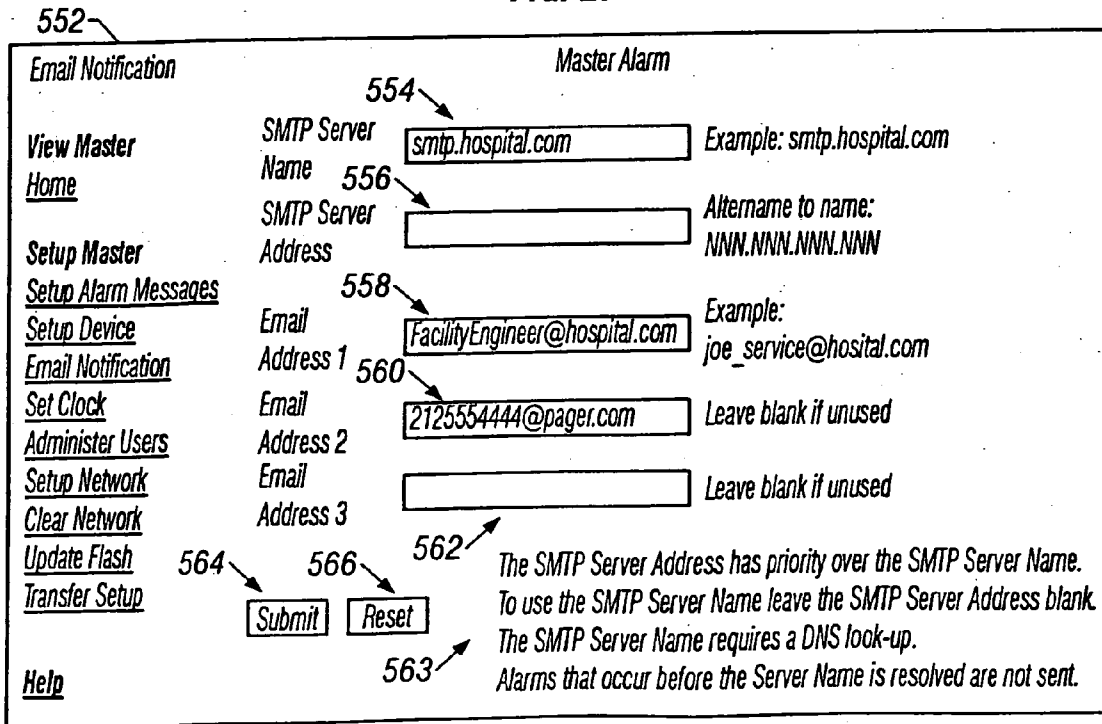 552
Email Notification
Master Alarm
554
View Master
Home
SMTP Server
Name
smtp.hospital.com
Example: smtp.hospital.com
556
SMTP Server
Address
Altername to name:
NNN.NNN.NNN.NNN
Setup Master
Setup Alarm Messages
Setup Device
Email Notification
Set Clock
Administer Users
Setup Network
Clear Network
Update Flash
Transfer Setup
Help
558
Email
Address 1
FacilityEngineer@hospital.com
Example:
joe_service@hosital.com
560
Email
Address 2
2125554444@pager.com
Leave blank if unused
Email
Address 3
Leave blank if unused
562
564
566
Submit
Reset
563
The SMTP Server Address has priority over the SMTP Server Name.
To use the SMTP Server Name leave the SMTP Server Address blank.
The SMTP Server Name requires a DNS look-up.
Alarms that occur before the Server Name is resolved are not sent.